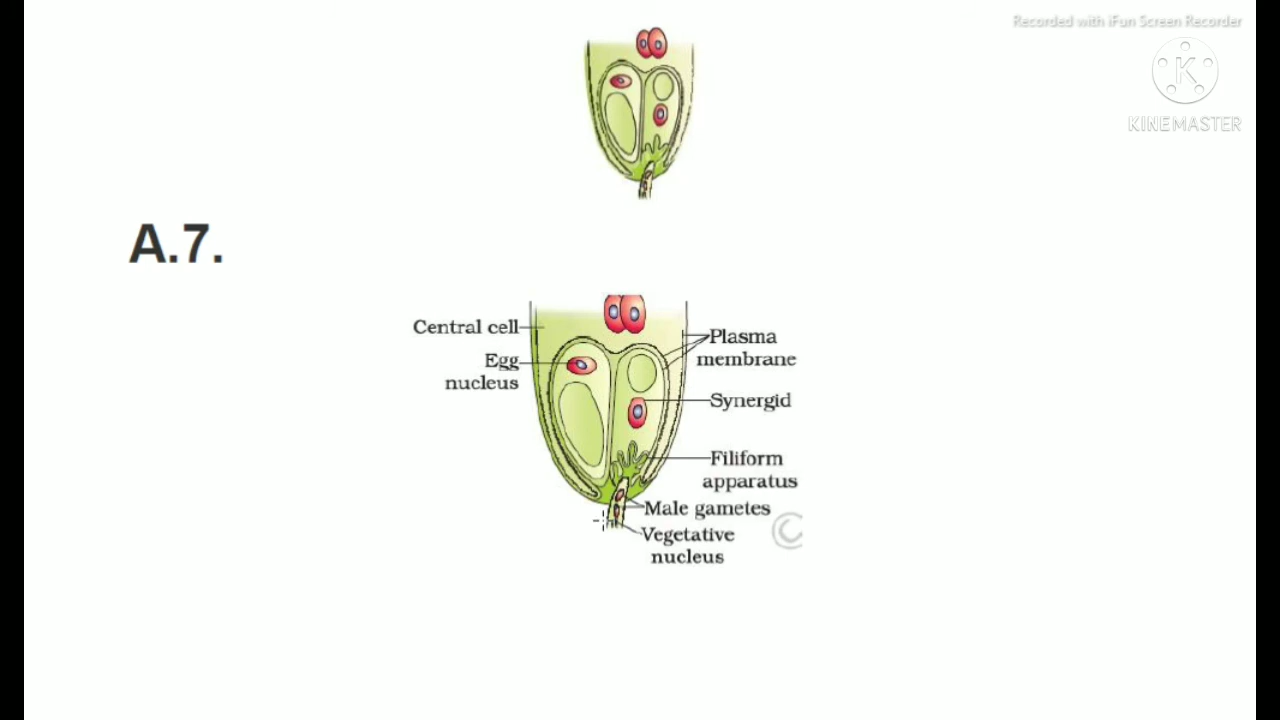 Recorded with iFun Screen Recorder
K
KINEMASTER
A.7.
Central cell
Egg
nucleus
Plasma
membrane
Synergid
Filiform
apparatus
Male gametes
Vegetative
nucleus
©